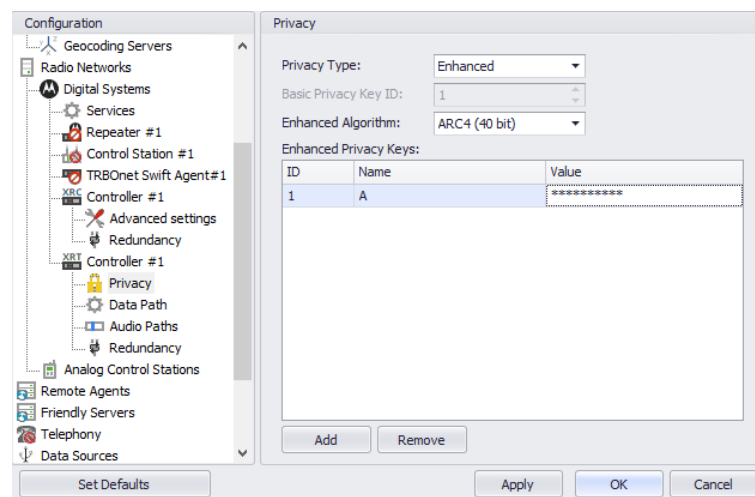 Configuration
Geocoding Servers
Radio Networks
Digital Systems
Services
Repeater #1
Control Station #1
TRBOnet Swift Agent#1
XRC Controller #1
Advanced settings
Redundancy
XRT Controller #1
Privacy
Data Path
Audio Paths
Redundancy
Analog Control Stations
Remote Agents
Friendly Servers
Telephony
Data Sources
Set Defaults
Privacy
Privacy Type: Enhanced
Basic Privacy Key ID: 1
Enhanced Algorithm: ARC4 (40 bit)
Enhanced Privacy Keys:
ID Name Value
1 A **********
Add Remove
Apply OK Cancel